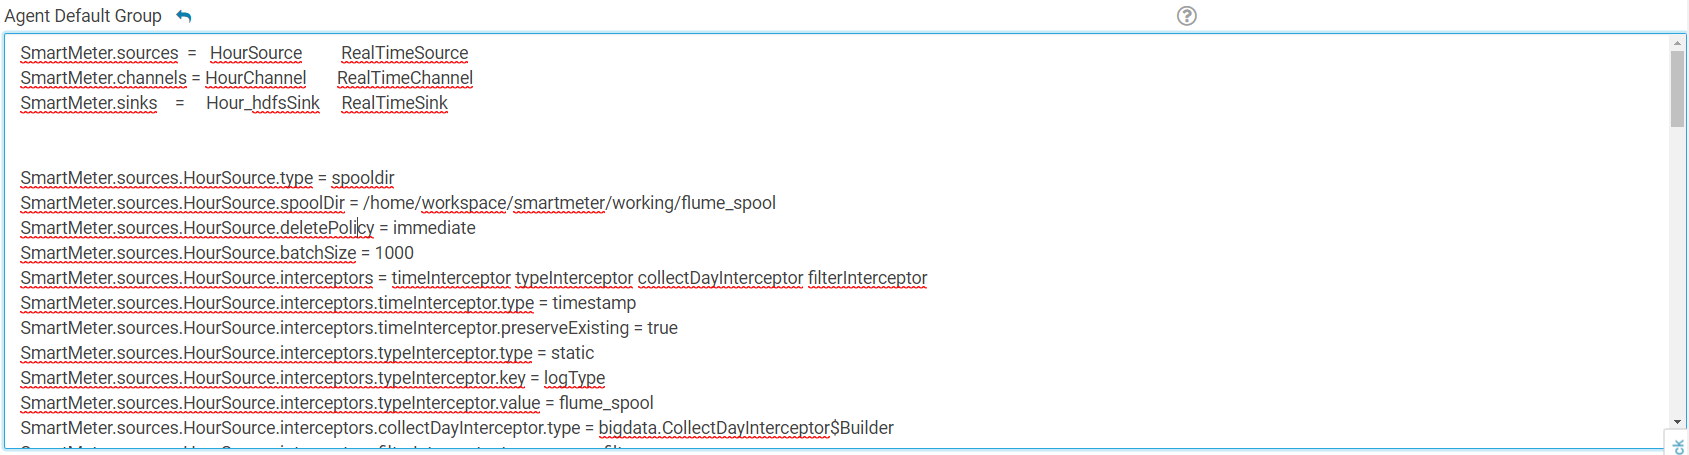 Agent Default Group
SmartMeter.sources = HourSource RealTimeSource
SmartMeter.channels = HourChannel RealTimeChannel
SmartMeter.sinks = Hour_hdfsSink RealTimeSink
SmartMeter.sources.HourSource.type = spooldir
SmartMeter.sources.HourSource.spoolDir = /home/workspace/smartmeter/working/flume_spool
SmartMeter.sources.HourSource.deletePolicy = immediate
SmartMeter.sources.HourSource.batchSize = 1000
SmartMeter.sources.HourSource.interceptors = timeInterceptor typeInterceptor collectDayInterceptor filterInterceptor
SmartMeter.sources.HourSource.interceptors.timeInterceptor.type = timestamp
SmartMeter.sources.HourSource.interceptors.timeInterceptor.preserveExisting = true
SmartMeter.sources.HourSource.interceptors.typeInterceptor.type = static
SmartMeter.sources.HourSource.interceptors.typeInterceptor.key = logType
SmartMeter.sources.HourSource.interceptors.typeInterceptor.value = flume_spool
SmartMeter.sources.HourSource.interceptors.collectDayInterceptor.type = bigdata.CollectDayInterceptor$Builder
ck